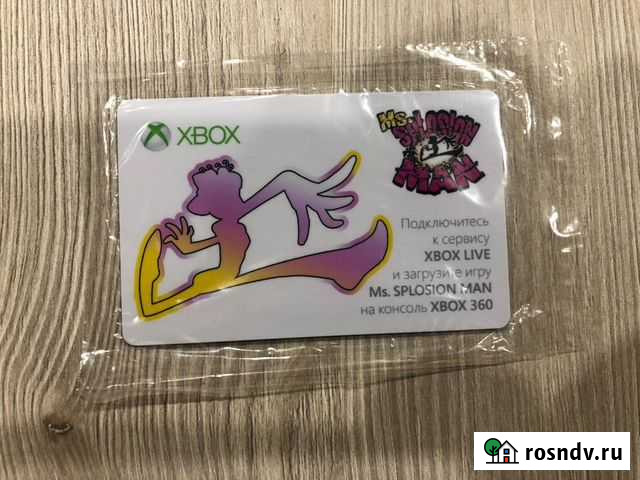 XBOX
Ms.
SPLOSION
MAN
Подключитесь
к сервису
XBOX LIVE
и загрузите игру
Ms. SPLOSION MAN
на консоль XBOX 360
rosndv.ru